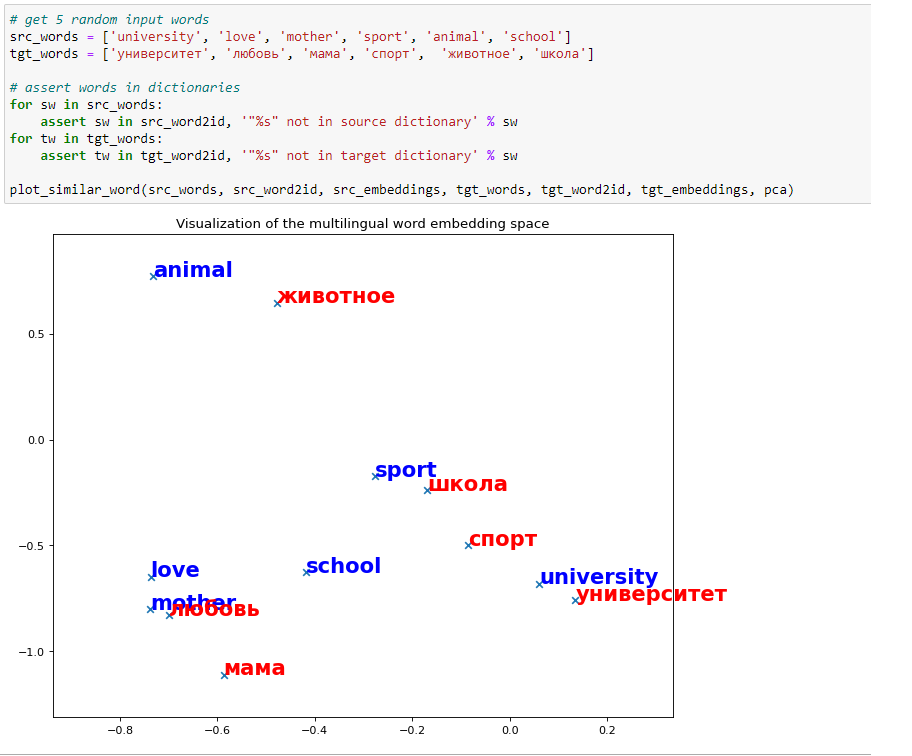 # get 5 random input words
src_words = ['university', 'love', 'mother', 'sport', 'animal', 'school']
tgt_words = ['университет', 'любовь', 'мама', 'спорт',  'животное', 'школа']
# assert words in dictionaries
for sw in src_words:
    assert sw in src_word2id, '"%s" not in source dictionary' % sw
for tw in tgt_words:
    assert tw in tgt_word2id, '"%s" not in target dictionary' % sw
plot_similar_word(src_words, src_word2id, src_embeddings, tgt_words, tgt_word2id, tgt_embeddings, pca)
Visualization of the multilingual word embedding space
animal
животное
0.5
0.0
sport
школа
спорт
−0.5
school
love
university
университет
mother
любовь
мама
−1.0
−0.8 −0.6 −0.4 −0.2 0.0 0.2